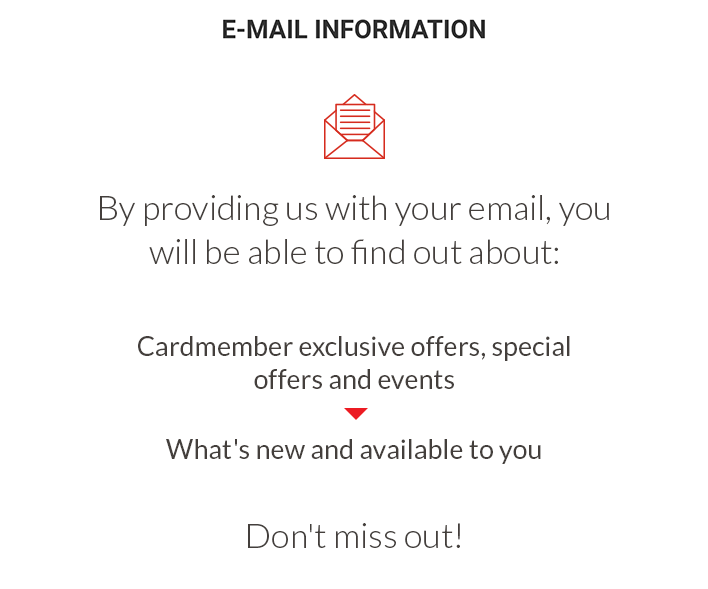 E-MAIL INFORMATION
By providing us with your email, you
will be able to find out about:
Cardmember exclusive offers, special
offers and events
What's new and available to you
Don't miss out!